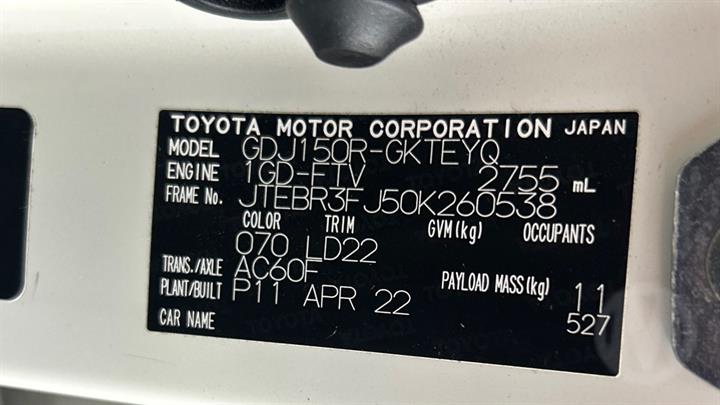 TOYOTA MOTOR CORPORATION JAPAN
MODEL GDJ150R-GKTEYQ
ENGINE 1GD-FTV 2755 mL
FRAME No. JTEBR3FJ50K260538
COLOR TRIM GVM(kg) OCCUPANTS
070 LD22
TRANS./AXLE AC60F
PLANT/BUILT P11 APR 22 PAYLOAD MASS(kg) 11
CAR NAME 527